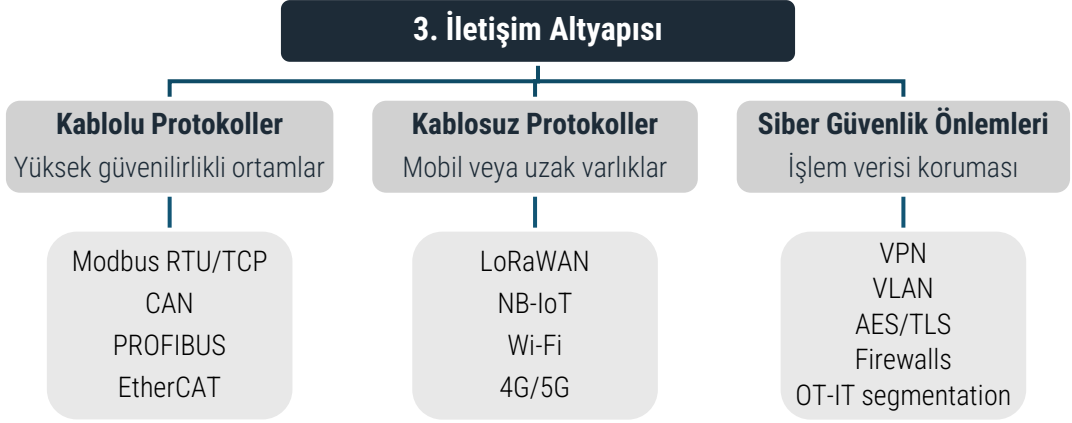 3. İletişim Altyapısı
Kablolu Protokoller
Yüksek güvenilirlikli ortamlar
Modbus RTU/TCP
CAN
PROFIBUS
EtherCAT
Kablosuz Protokoller
Mobil veya uzak varlıklar
LoRaWAN
NB-IoT
Wi-Fi
4G/5G
Siber Güvenlik Önlemleri
İşlem verisi koruması
VPN
VLAN
AES/TLS
Firewalls
OT-IT segmentation